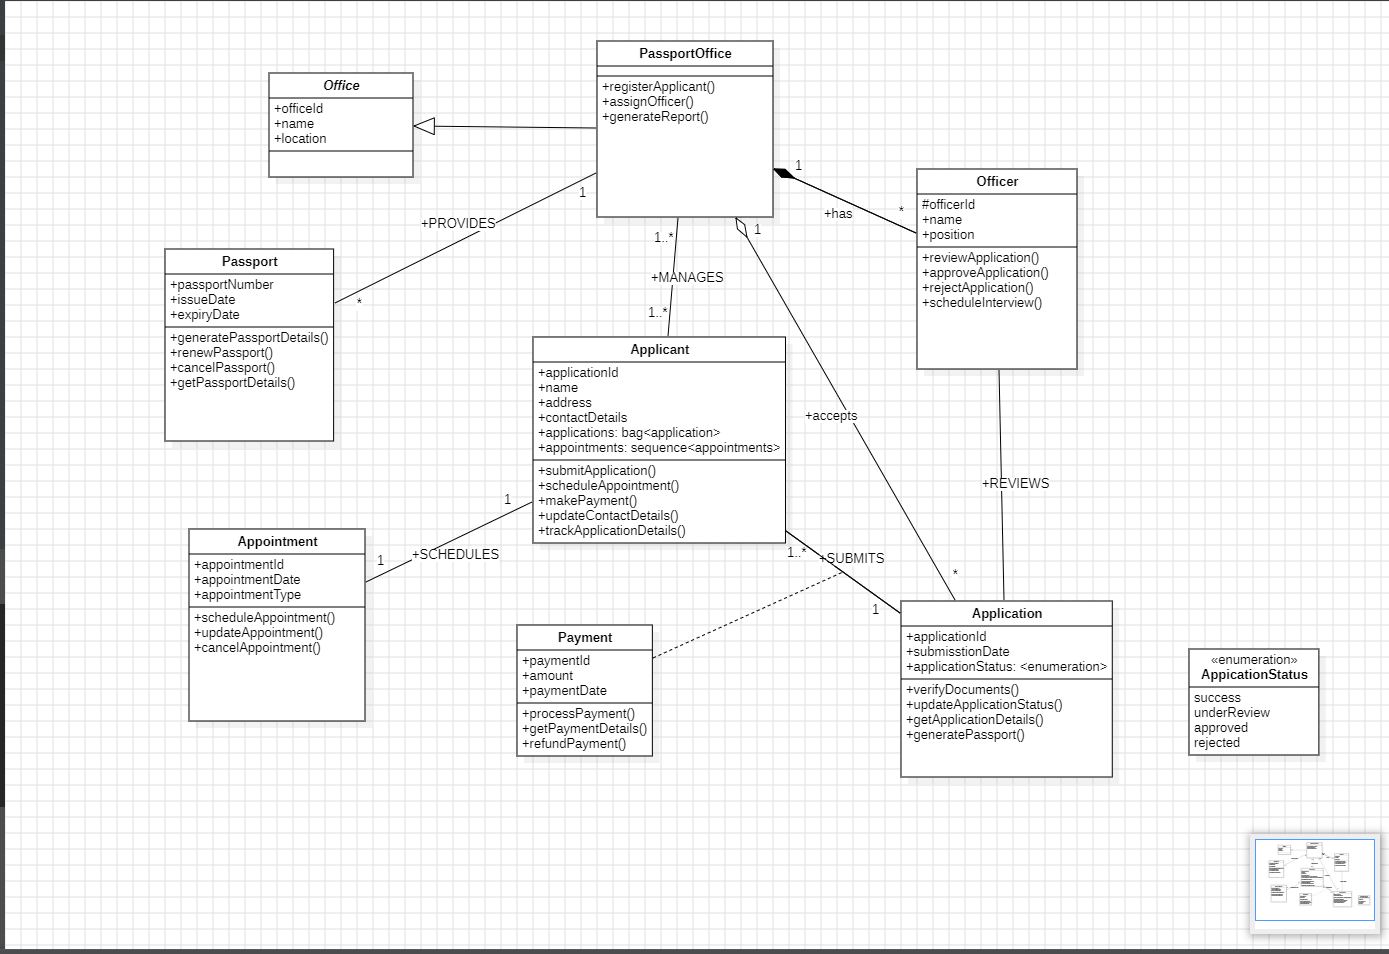 PassportOffice
+registerApplicant()
+assignOfficer()
+generateReport()
Office
+officeId
+name
+location
1
+PROVIDES
*
1
+has
*
Officer
#officerId
+name
+position
+reviewApplication()
+approveApplication()
+rejectApplication()
+scheduleInterview()
1..*
+MANAGES
1..*
1
+accepts
*
Passport
+passportNumber
+issueDate
+expiryDate
+generatePassportDetails()
+renewPassport()
+cancelPassport()
+getPassportDetails()
Applicant
+applicationId
+name
+address
+contactDetails
+applications: bag<application>
+appointments: sequence<appointments>
+submitApplication()
+scheduleAppointment()
+makePayment()
+updateContactDetails()
+trackApplicationDetails()
+REVIEWS
1
+SCHEDULES
1
Appointment
+appointmentId
+appointmentDate
+appointmentType
+scheduleAppointment()
+updateAppointment()
+cancelAppointment()
1..*
+SUBMITS
1
Payment
+paymentId
+amount
+paymentDate
+processPayment()
+getPaymentDetails()
+refundPayment()
Application
+applicationId
+submisstionDate
+applicationStatus: <enumeration>
+verifyDocuments()
+updateApplicationStatus()
+getApplicationDetails()
+generatePassport()
«enumeration»
AppicationStatus
success
underReview
approved
rejected